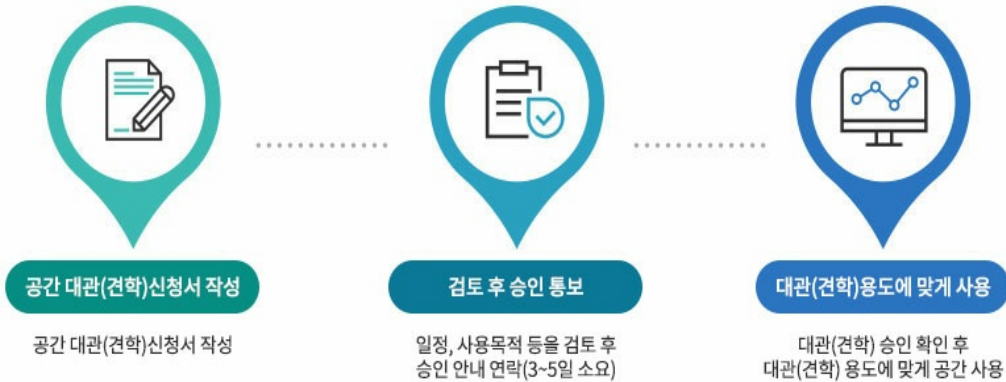 공간 대관(견학)신청서 작성
공간 대관(견학)신청서 작성
검토 후 승인 통보
일정, 사용목적 등을 검토 후
승인 안내 연락(3~5일 소요)
대관(견학)용도에 맞게 사용
대관(견학) 승인 확인 후
대관(견학) 용도에 맞게 공간 사용